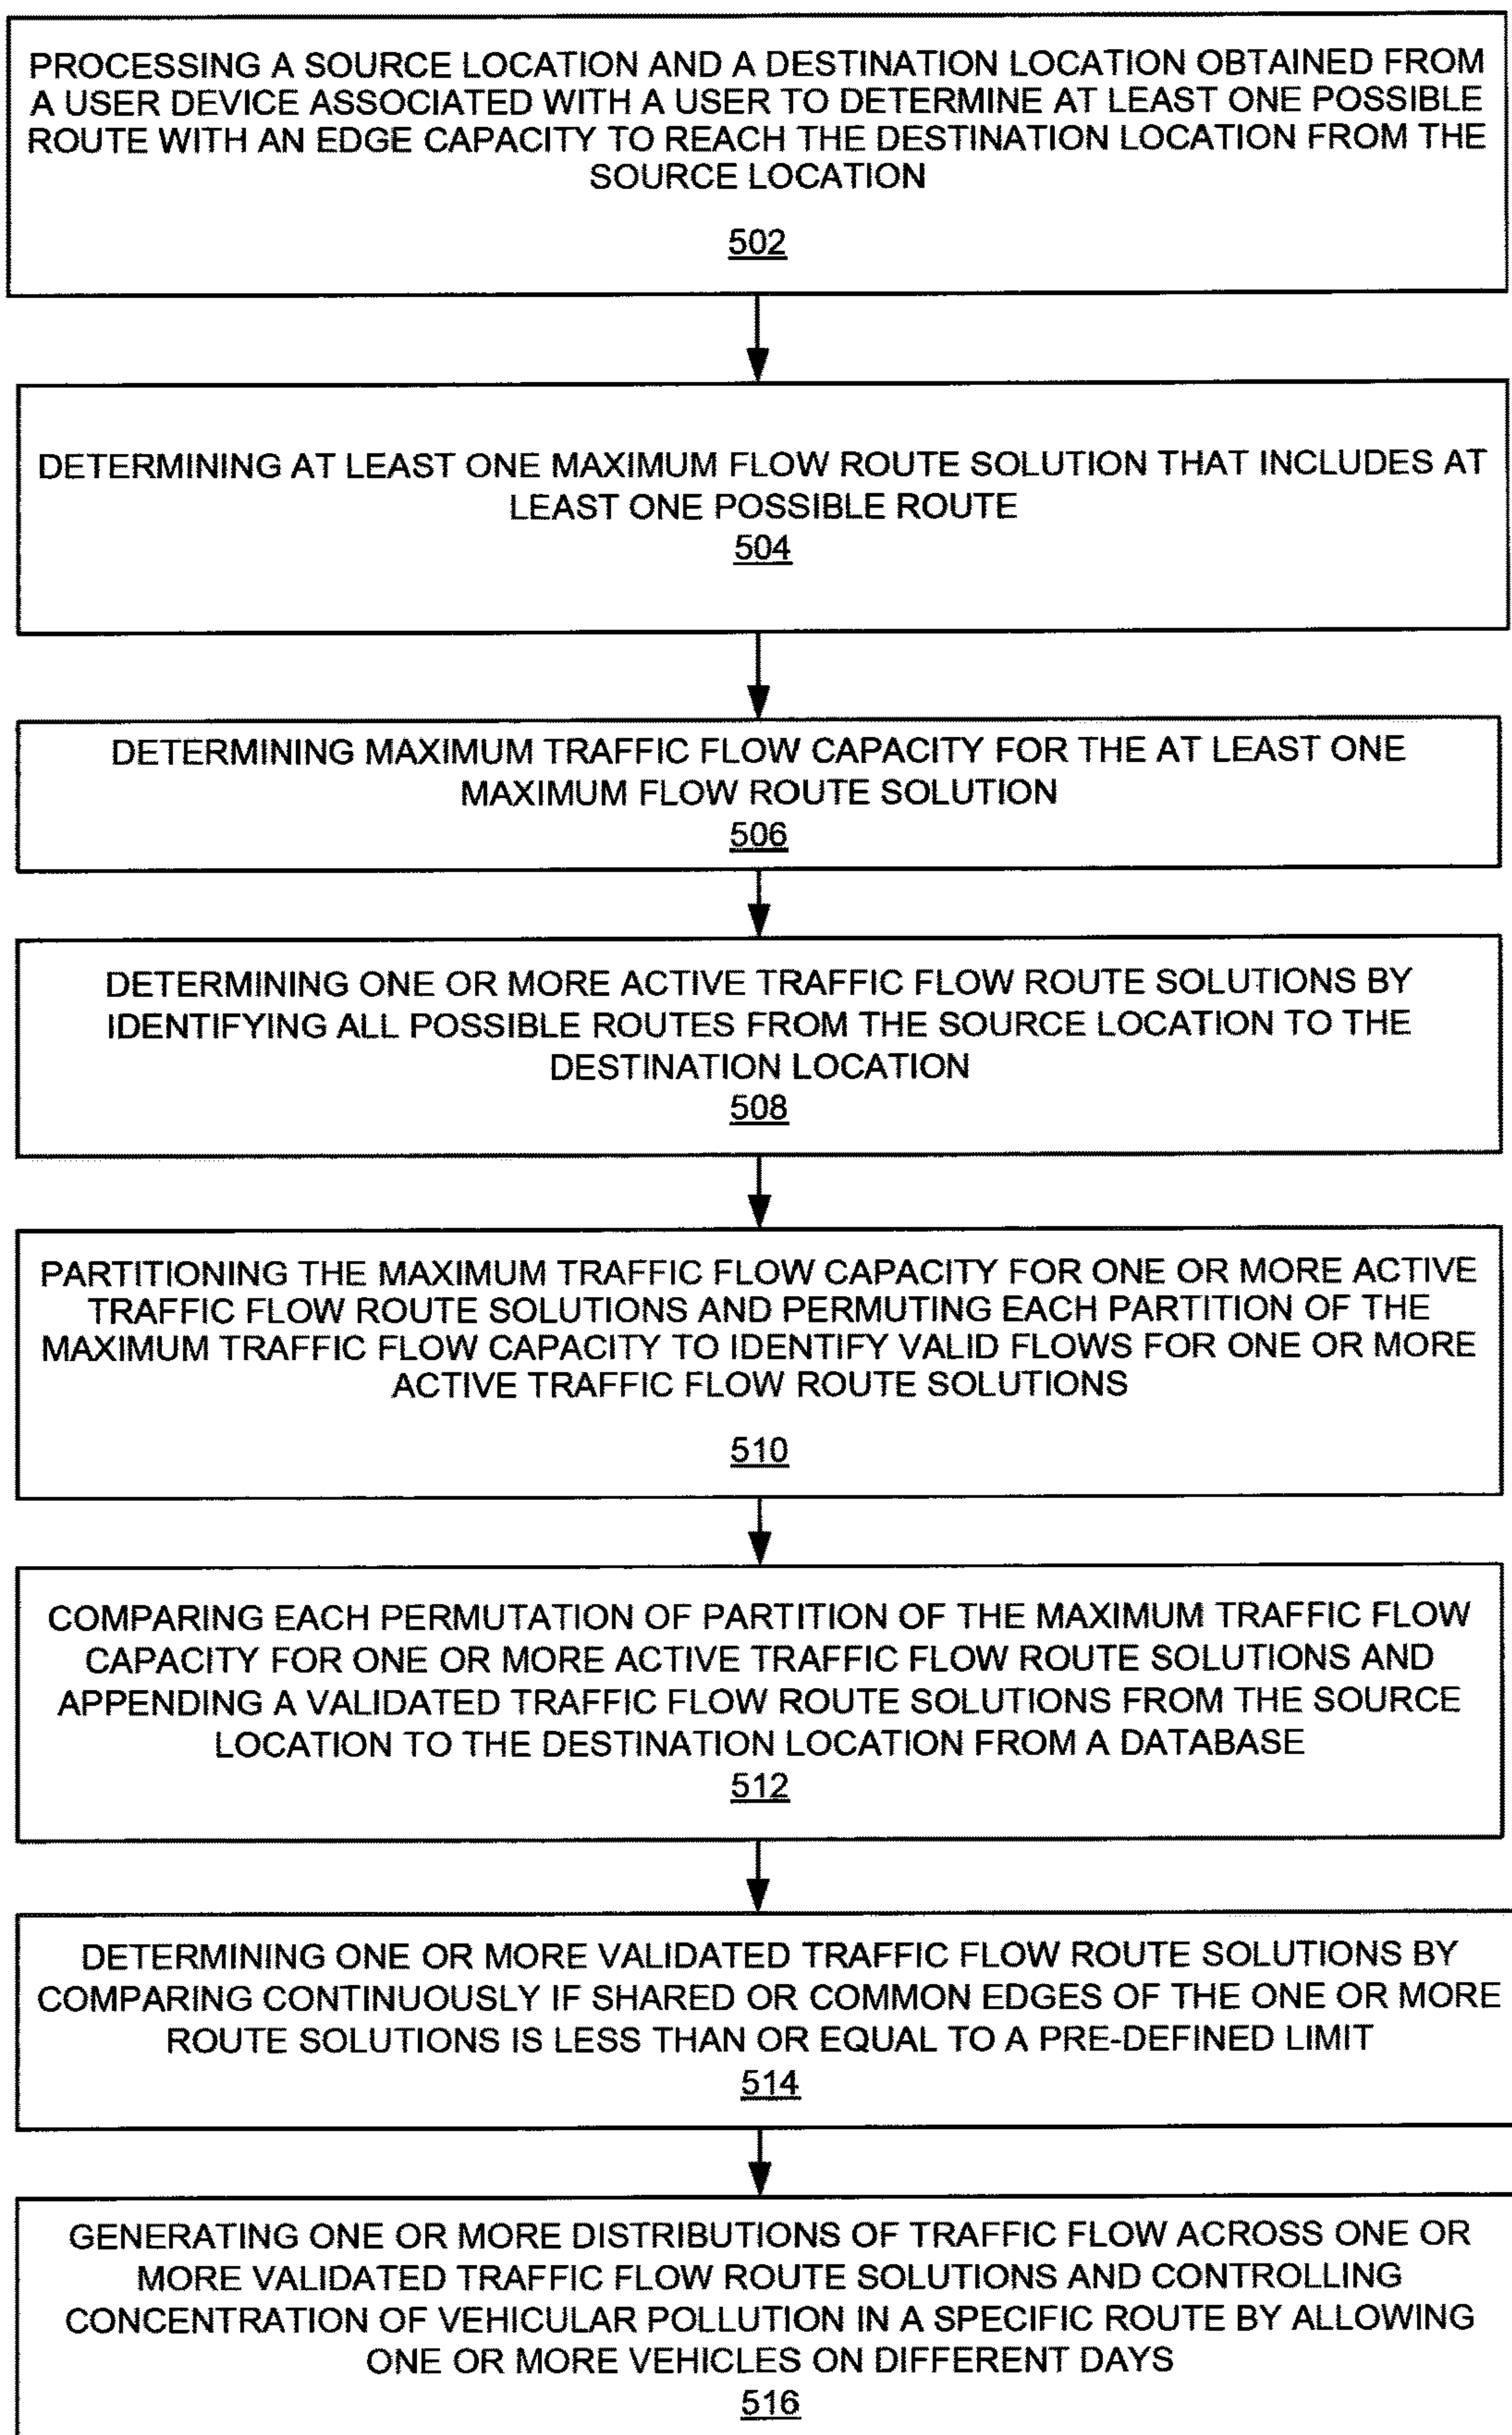 PROCESSING A SOURCE LOCATION AND A DESTINATION LOCATION OBTAINED FROM
A USER DEVICE ASSOCIATED WITH A USER TO DETERMINE AT LEAST ONE POSSIBLE
ROUTE WITH AN EDGE CAPACITY TO REACH THE DESTINATION LOCATION FROM THE
SOURCE LOCATION
502
DETERMINING AT LEAST ONE MAXIMUM FLOW ROUTE SOLUTION THAT INCLUDES AT
LEAST ONE POSSIBLE ROUTE
504
DETERMINING MAXIMUM TRAFFIC FLOW CAPACITY FOR THE AT LEAST ONE
MAXIMUM FLOW ROUTE SOLUTION
506
DETERMINING ONE OR MORE ACTIVE TRAFFIC FLOW ROUTE SOLUTIONS BY
IDENTIFYING ALL POSSIBLE ROUTES FROM THE SOURCE LOCATION TO THE
DESTINATION LOCATION
508
PARTITIONING THE MAXIMUM TRAFFIC FLOW CAPACITY FOR ONE OR MORE ACTIVE
TRAFFIC FLOW ROUTE SOLUTIONS AND PERMUTING EACH PARTITION OF THE
MAXIMUM TRAFFIC FLOW CAPACITY TO IDENTIFY VALID FLOWS FOR ONE OR MORE
ACTIVE TRAFFIC FLOW ROUTE SOLUTIONS
510
COMPARING EACH PERMUTATION OF PARTITION OF THE MAXIMUM TRAFFIC FLOW
CAPACITY FOR ONE OR MORE ACTIVE TRAFFIC FLOW ROUTE SOLUTIONS AND
APPENDING A VALIDATED TRAFFIC FLOW ROUTE SOLUTIONS FROM THE SOURCE
LOCATION TO THE DESTINATION LOCATION FROM A DATABASE
512
DETERMINING ONE OR MORE VALIDATED TRAFFIC FLOW ROUTE SOLUTIONS BY
COMPARING CONTINUOUSLY IF SHARED OR COMMON EDGES OF THE ONE OR MORE
ROUTE SOLUTIONS IS LESS THAN OR EQUAL TO A PRE-DEFINED LIMIT
514
GENERATING ONE OR MORE DISTRIBUTIONS OF TRAFFIC FLOW ACROSS ONE OR
MORE VALIDATED TRAFFIC FLOW ROUTE SOLUTIONS AND CONTROLLING
CONCENTRATION OF VEHICULAR POLLUTION IN A SPECIFIC ROUTE BY ALLOWING
ONE OR MORE VEHICLES ON DIFFERENT DAYS
516